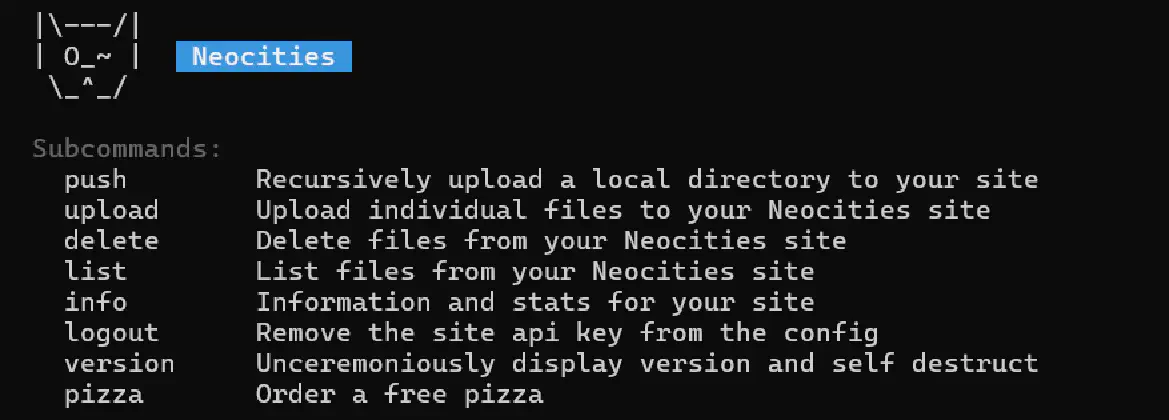 |\---/|
| O_~ |  Neocities
 \_^_/
Subcommands:
push Recursively upload a local directory to your site
upload Upload individual files to your Neocities site
delete Delete files from your Neocities site
list List files from your Neocities site
info Information and stats for your site
logout Remove the site api key from the config
version Unceremoniously display version and self destruct
pizza Order a free pizza